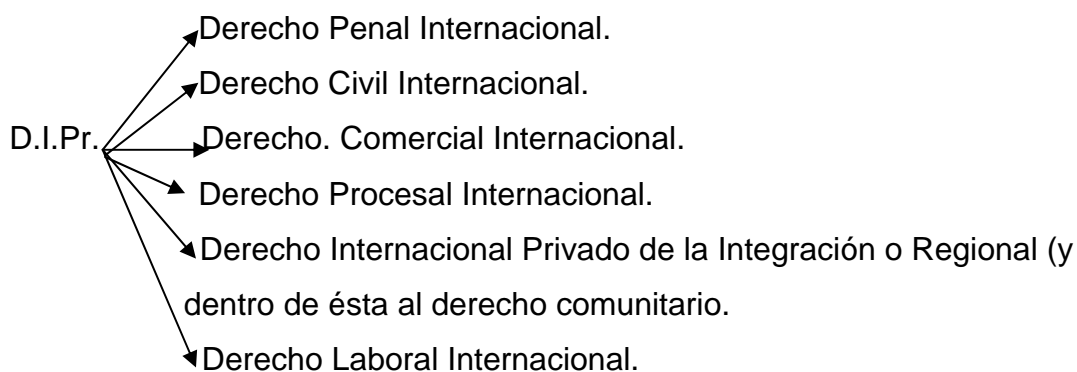 Derecho Penal Internacional.
Derecho Civil Internacional.
D.I.Pr. Derecho. Comercial Internacional.
Derecho Procesal Internacional.
Derecho Internacional Privado de la Integración o Regional (y
dentro de ésta al derecho comunitario.
Derecho Laboral Internacional.